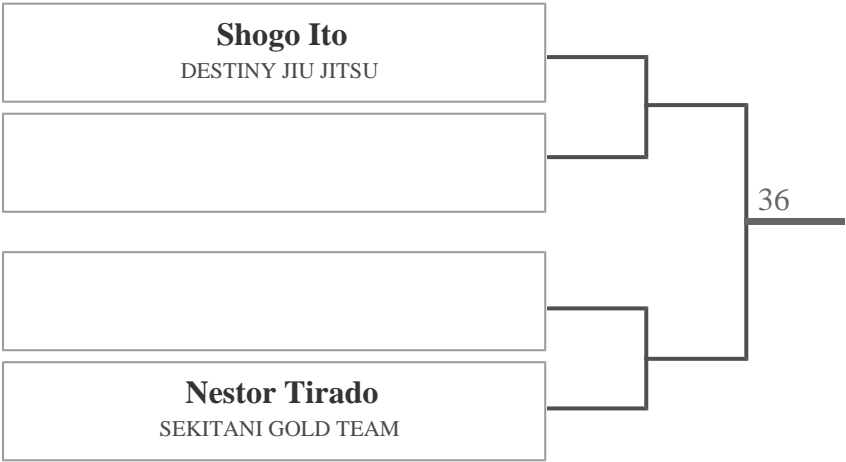 Shogo Ito
DESTINY JIU JITSU
36
Nestor Tirado
SEKITANI GOLD TEAM